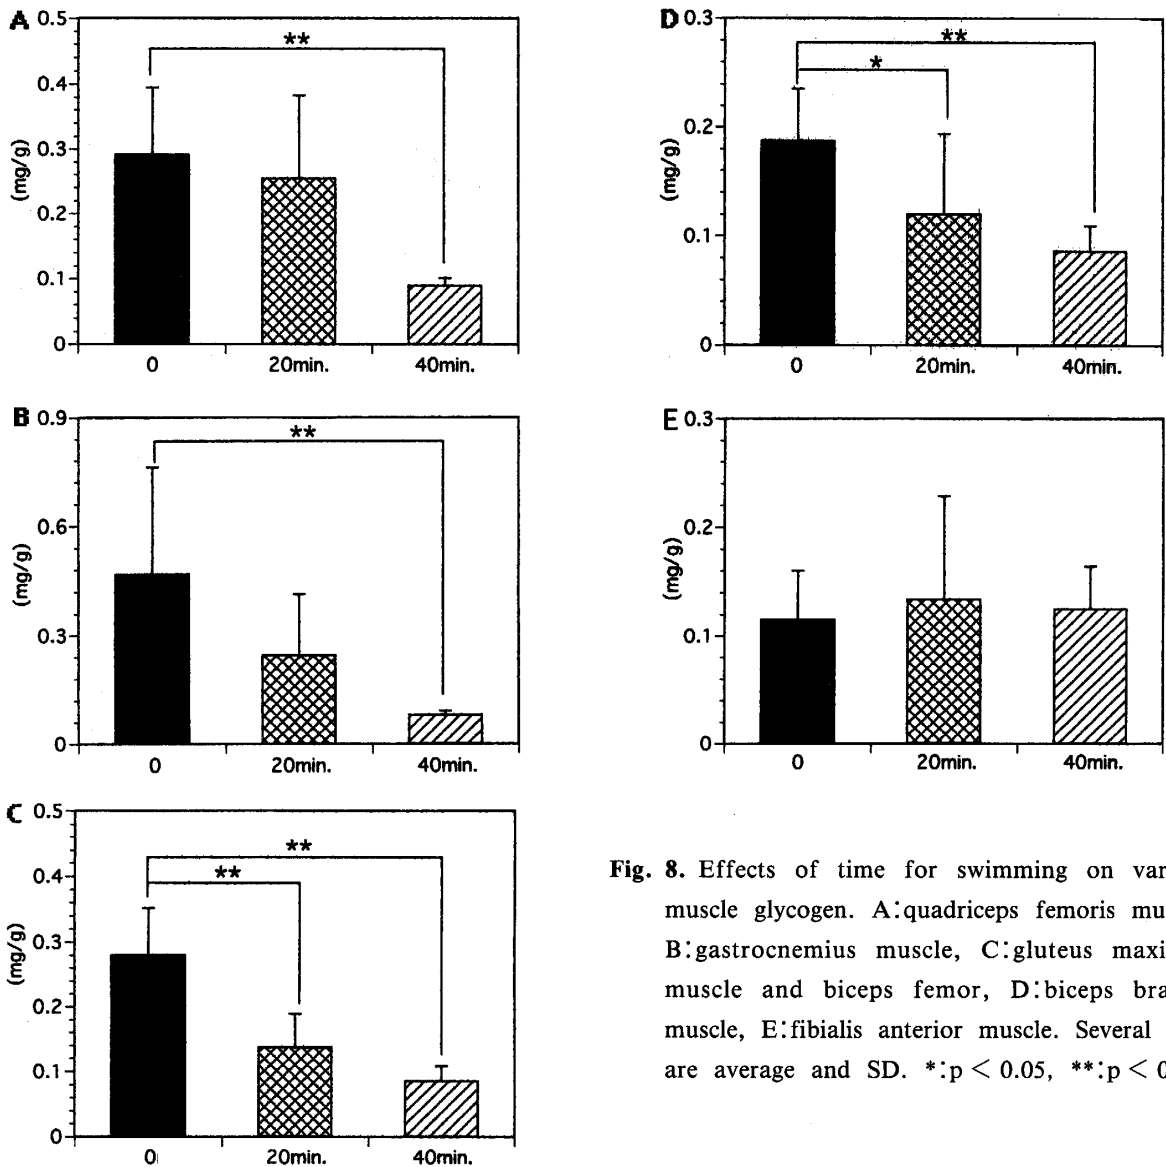 A
0.5
0.4
0.3
0.2
0.1
0
(mg/g)
**
0 20min. 40min.
B
0.9
0.6
0.3
0
(mg/g)
**
0 20min. 40min.
C
0.5
0.4
0.3
0.2
0.1
0
(mg/g)
**
**
0 20min. 40min.
D
0.3
0.2
0.1
0
(mg/g)
**
*
0 20min. 40min.
E
0.3
0.2
0.1
0
(mg/g)
0 20min. 40min.
Fig. 8. Effects of time for swimming on var
muscle glycogen. A:quadriceps femoris mu
B:gastrocnemius muscle, C:gluteus maxi
muscle and biceps femor, D:biceps bra
muscle, E:fibialis anterior muscle. Several
are average and SD. *:p < 0.05, **:p < 0